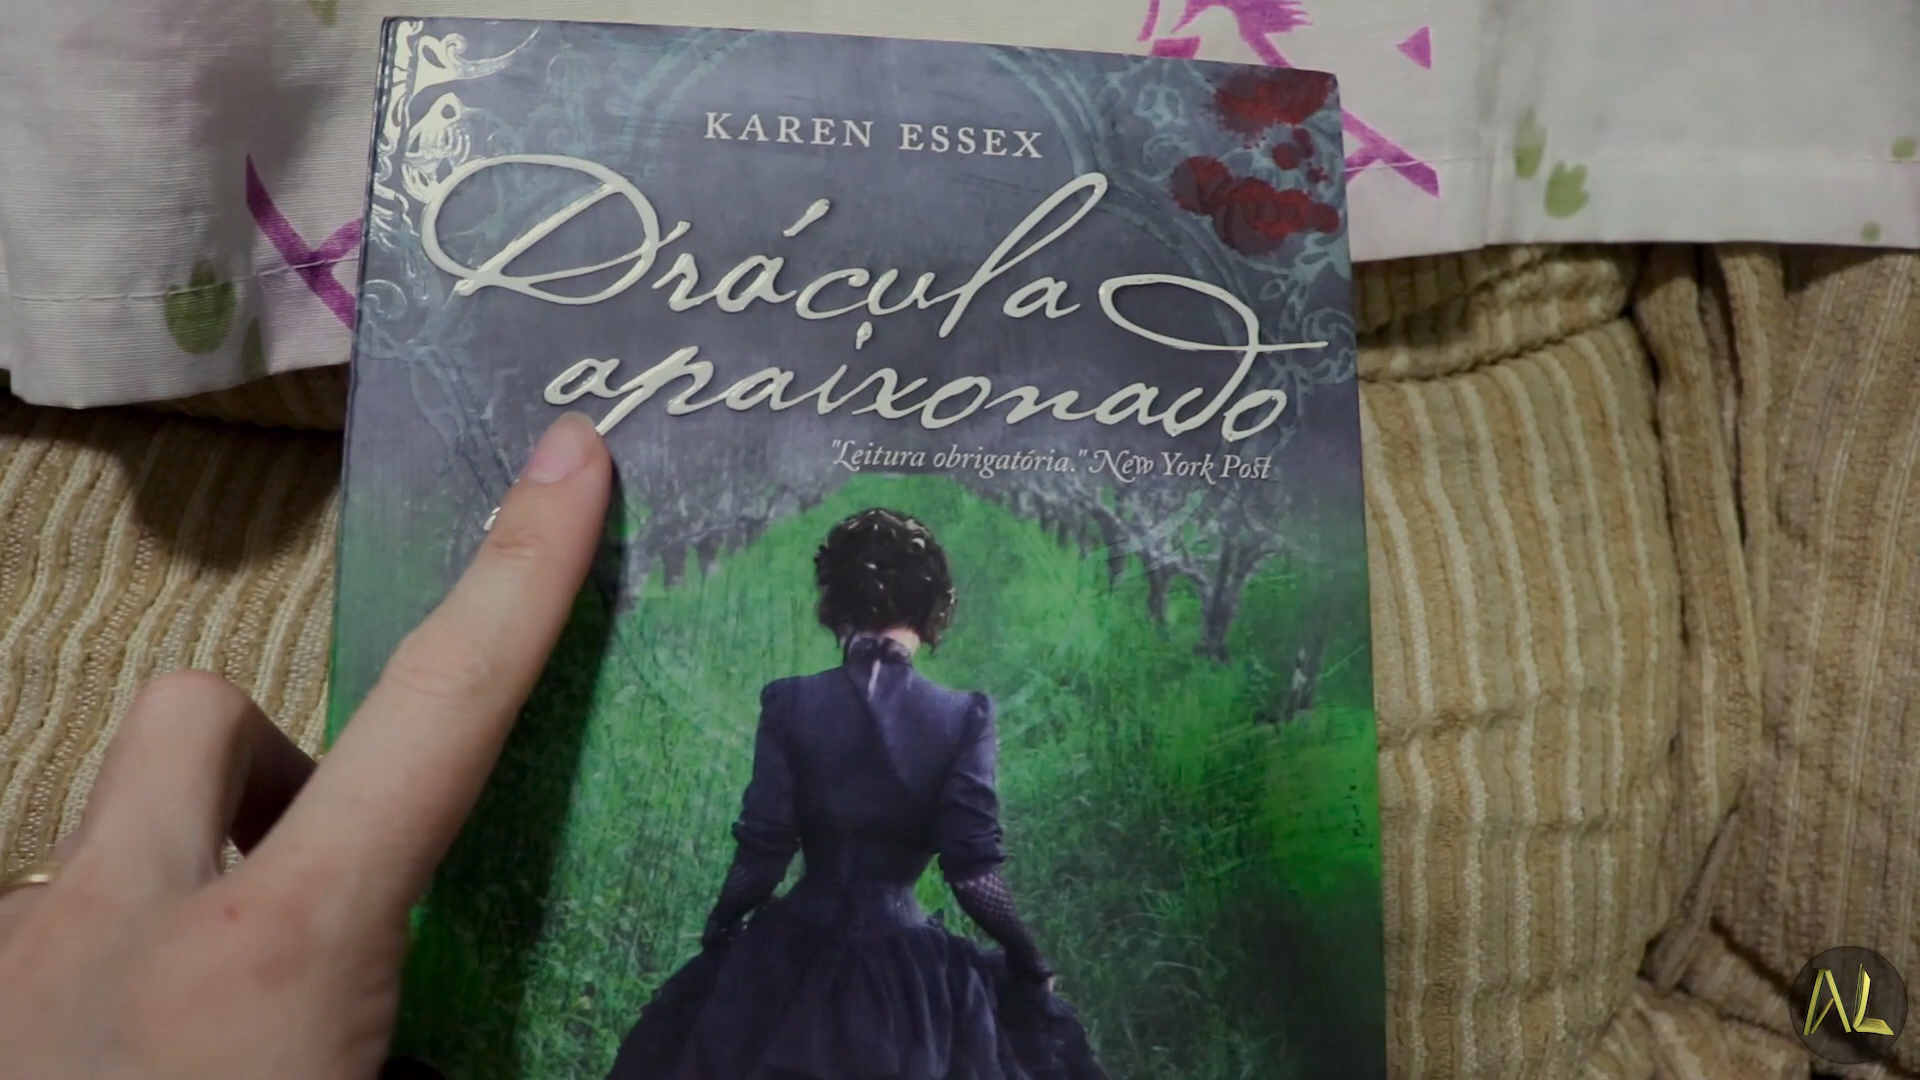 KAREN ESSEX
Drácula
apaixonado
"Leitura obrigatória." New York Post
AL